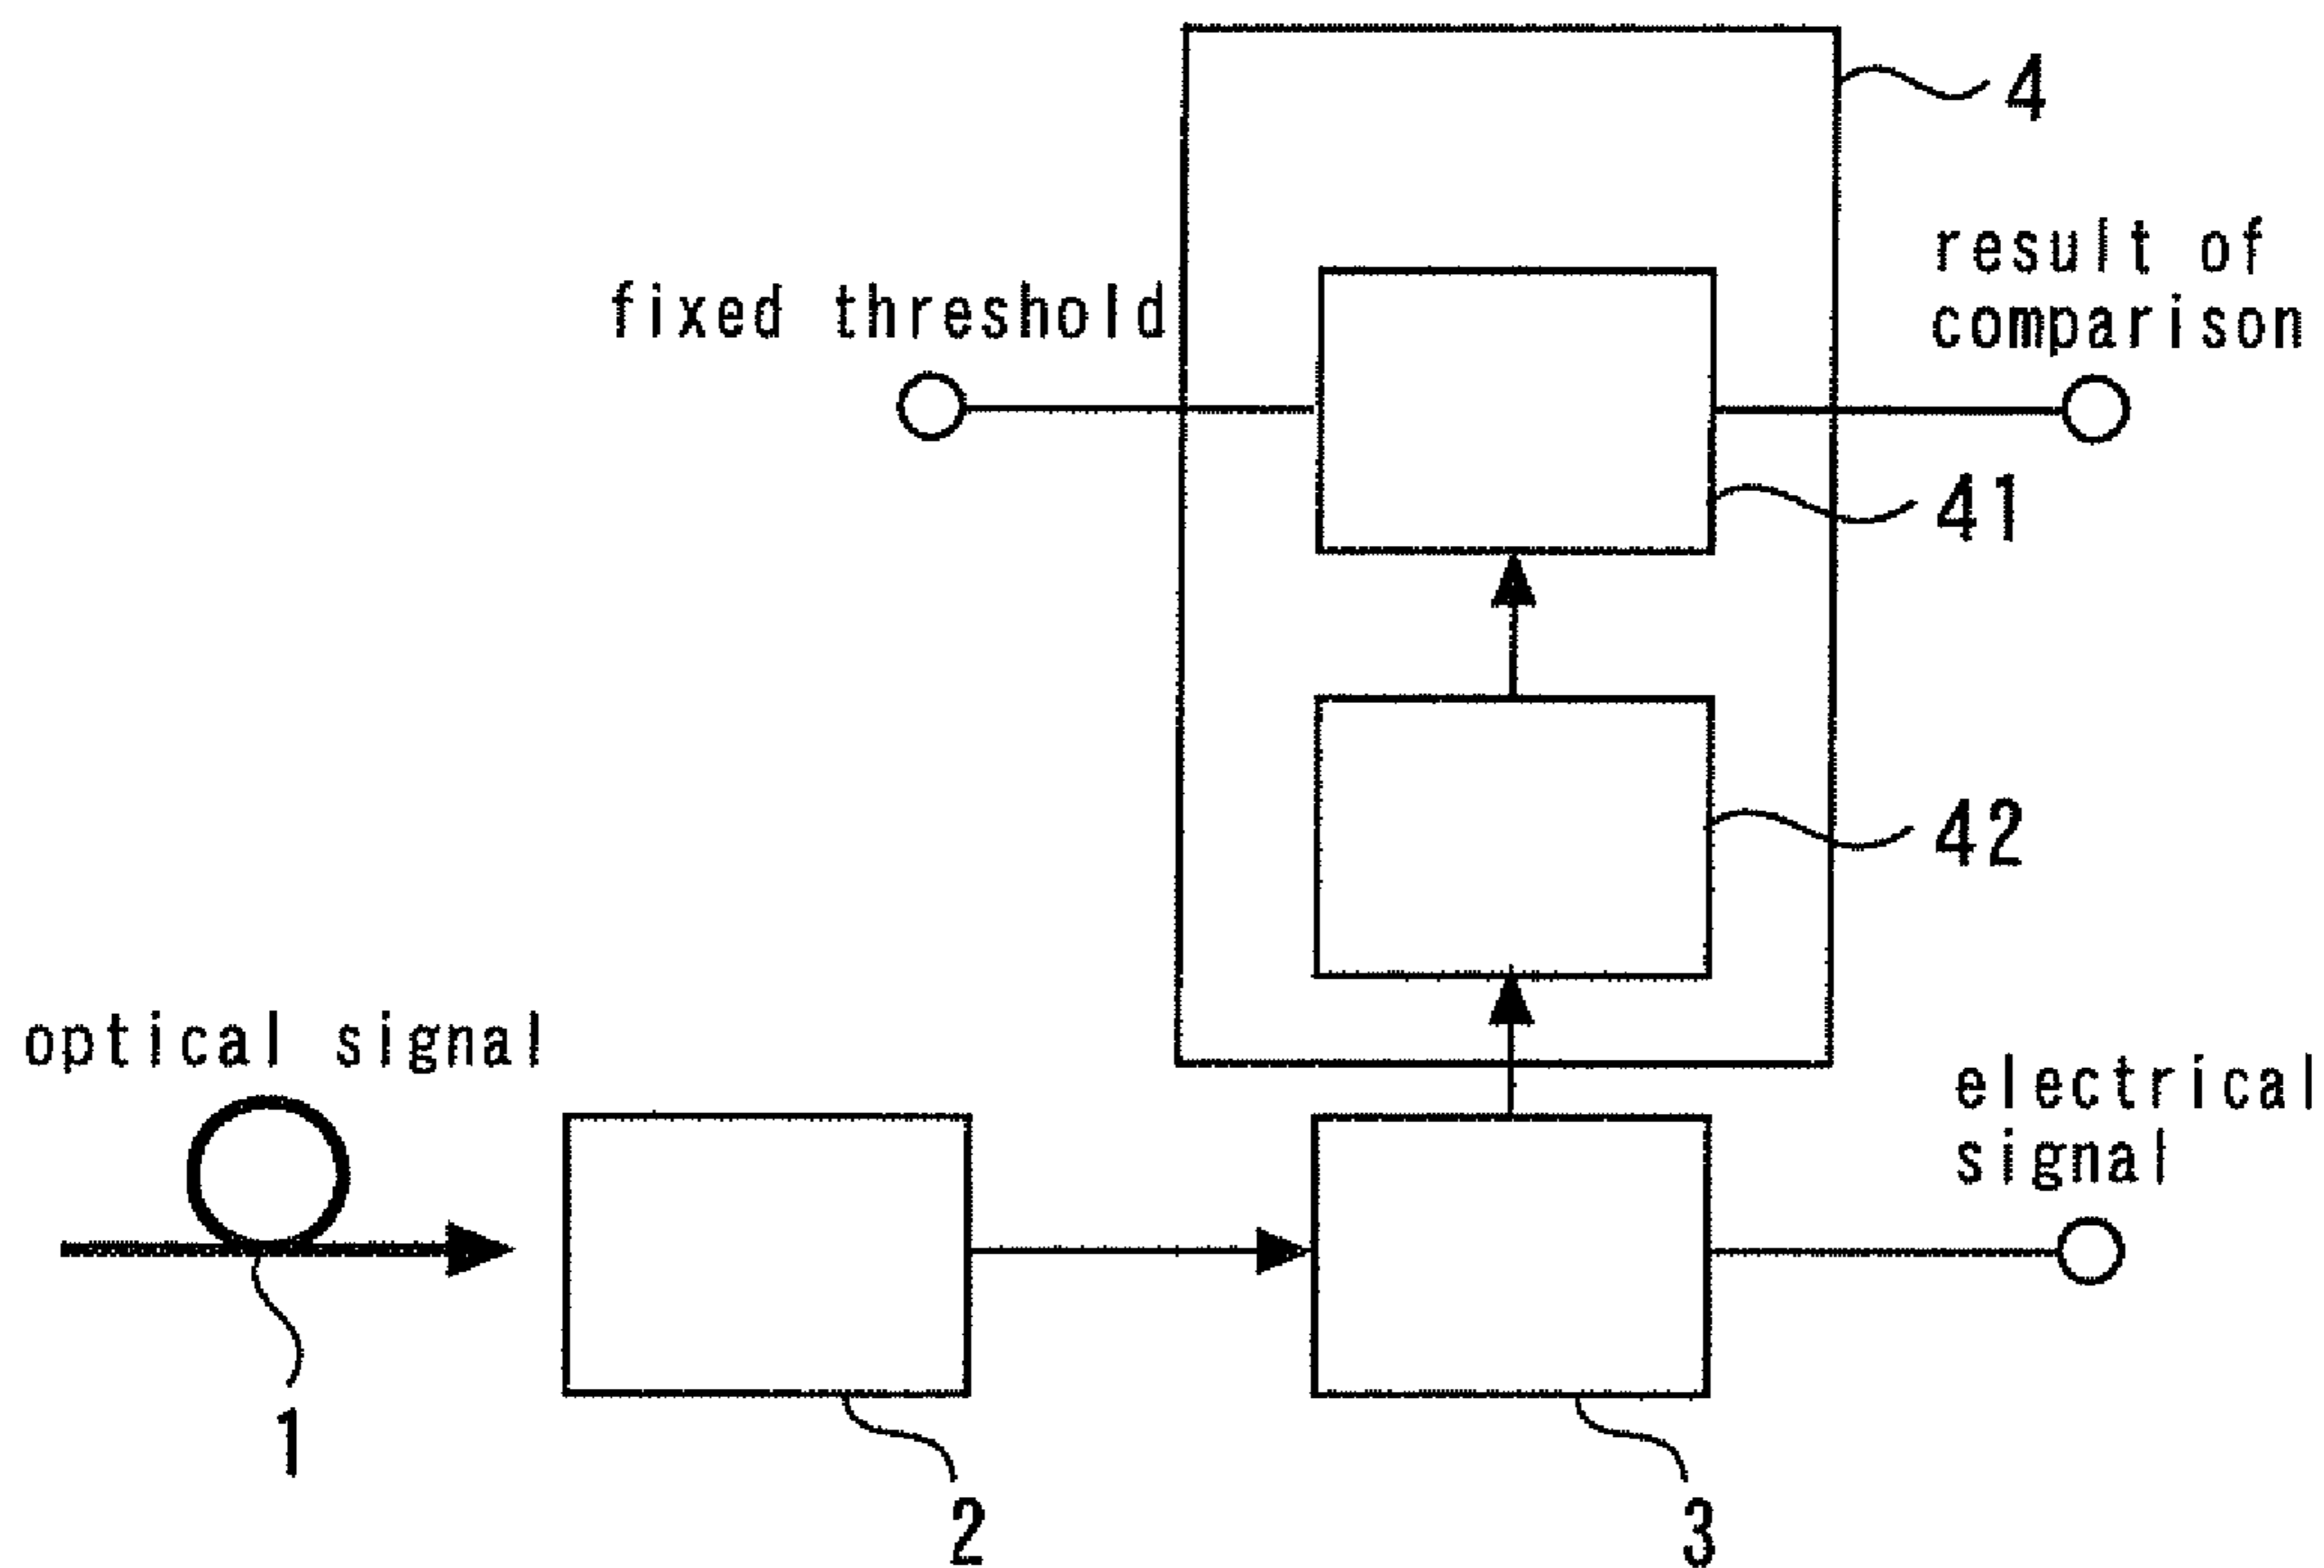 4
result of
comparison
fixed threshold
41
42
optical signal
electrical
signal
1
2
3